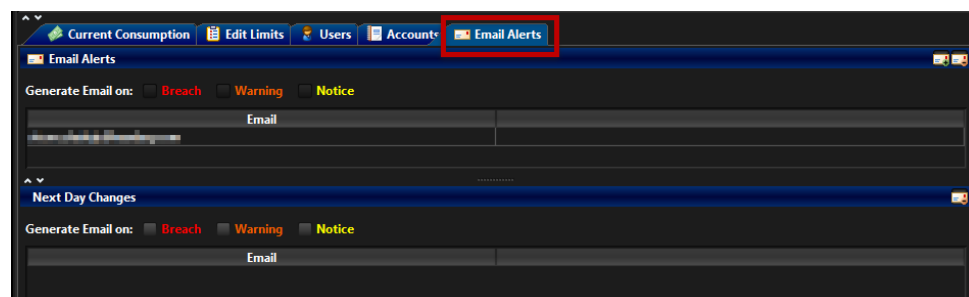 Current Consumption Edit Limits Users Accounts Email Alerts
Email Alerts
Generate Email on: Breach Warning Notice
Email
Next Day Changes
Generate Email on: Breach Warning Notice
Email